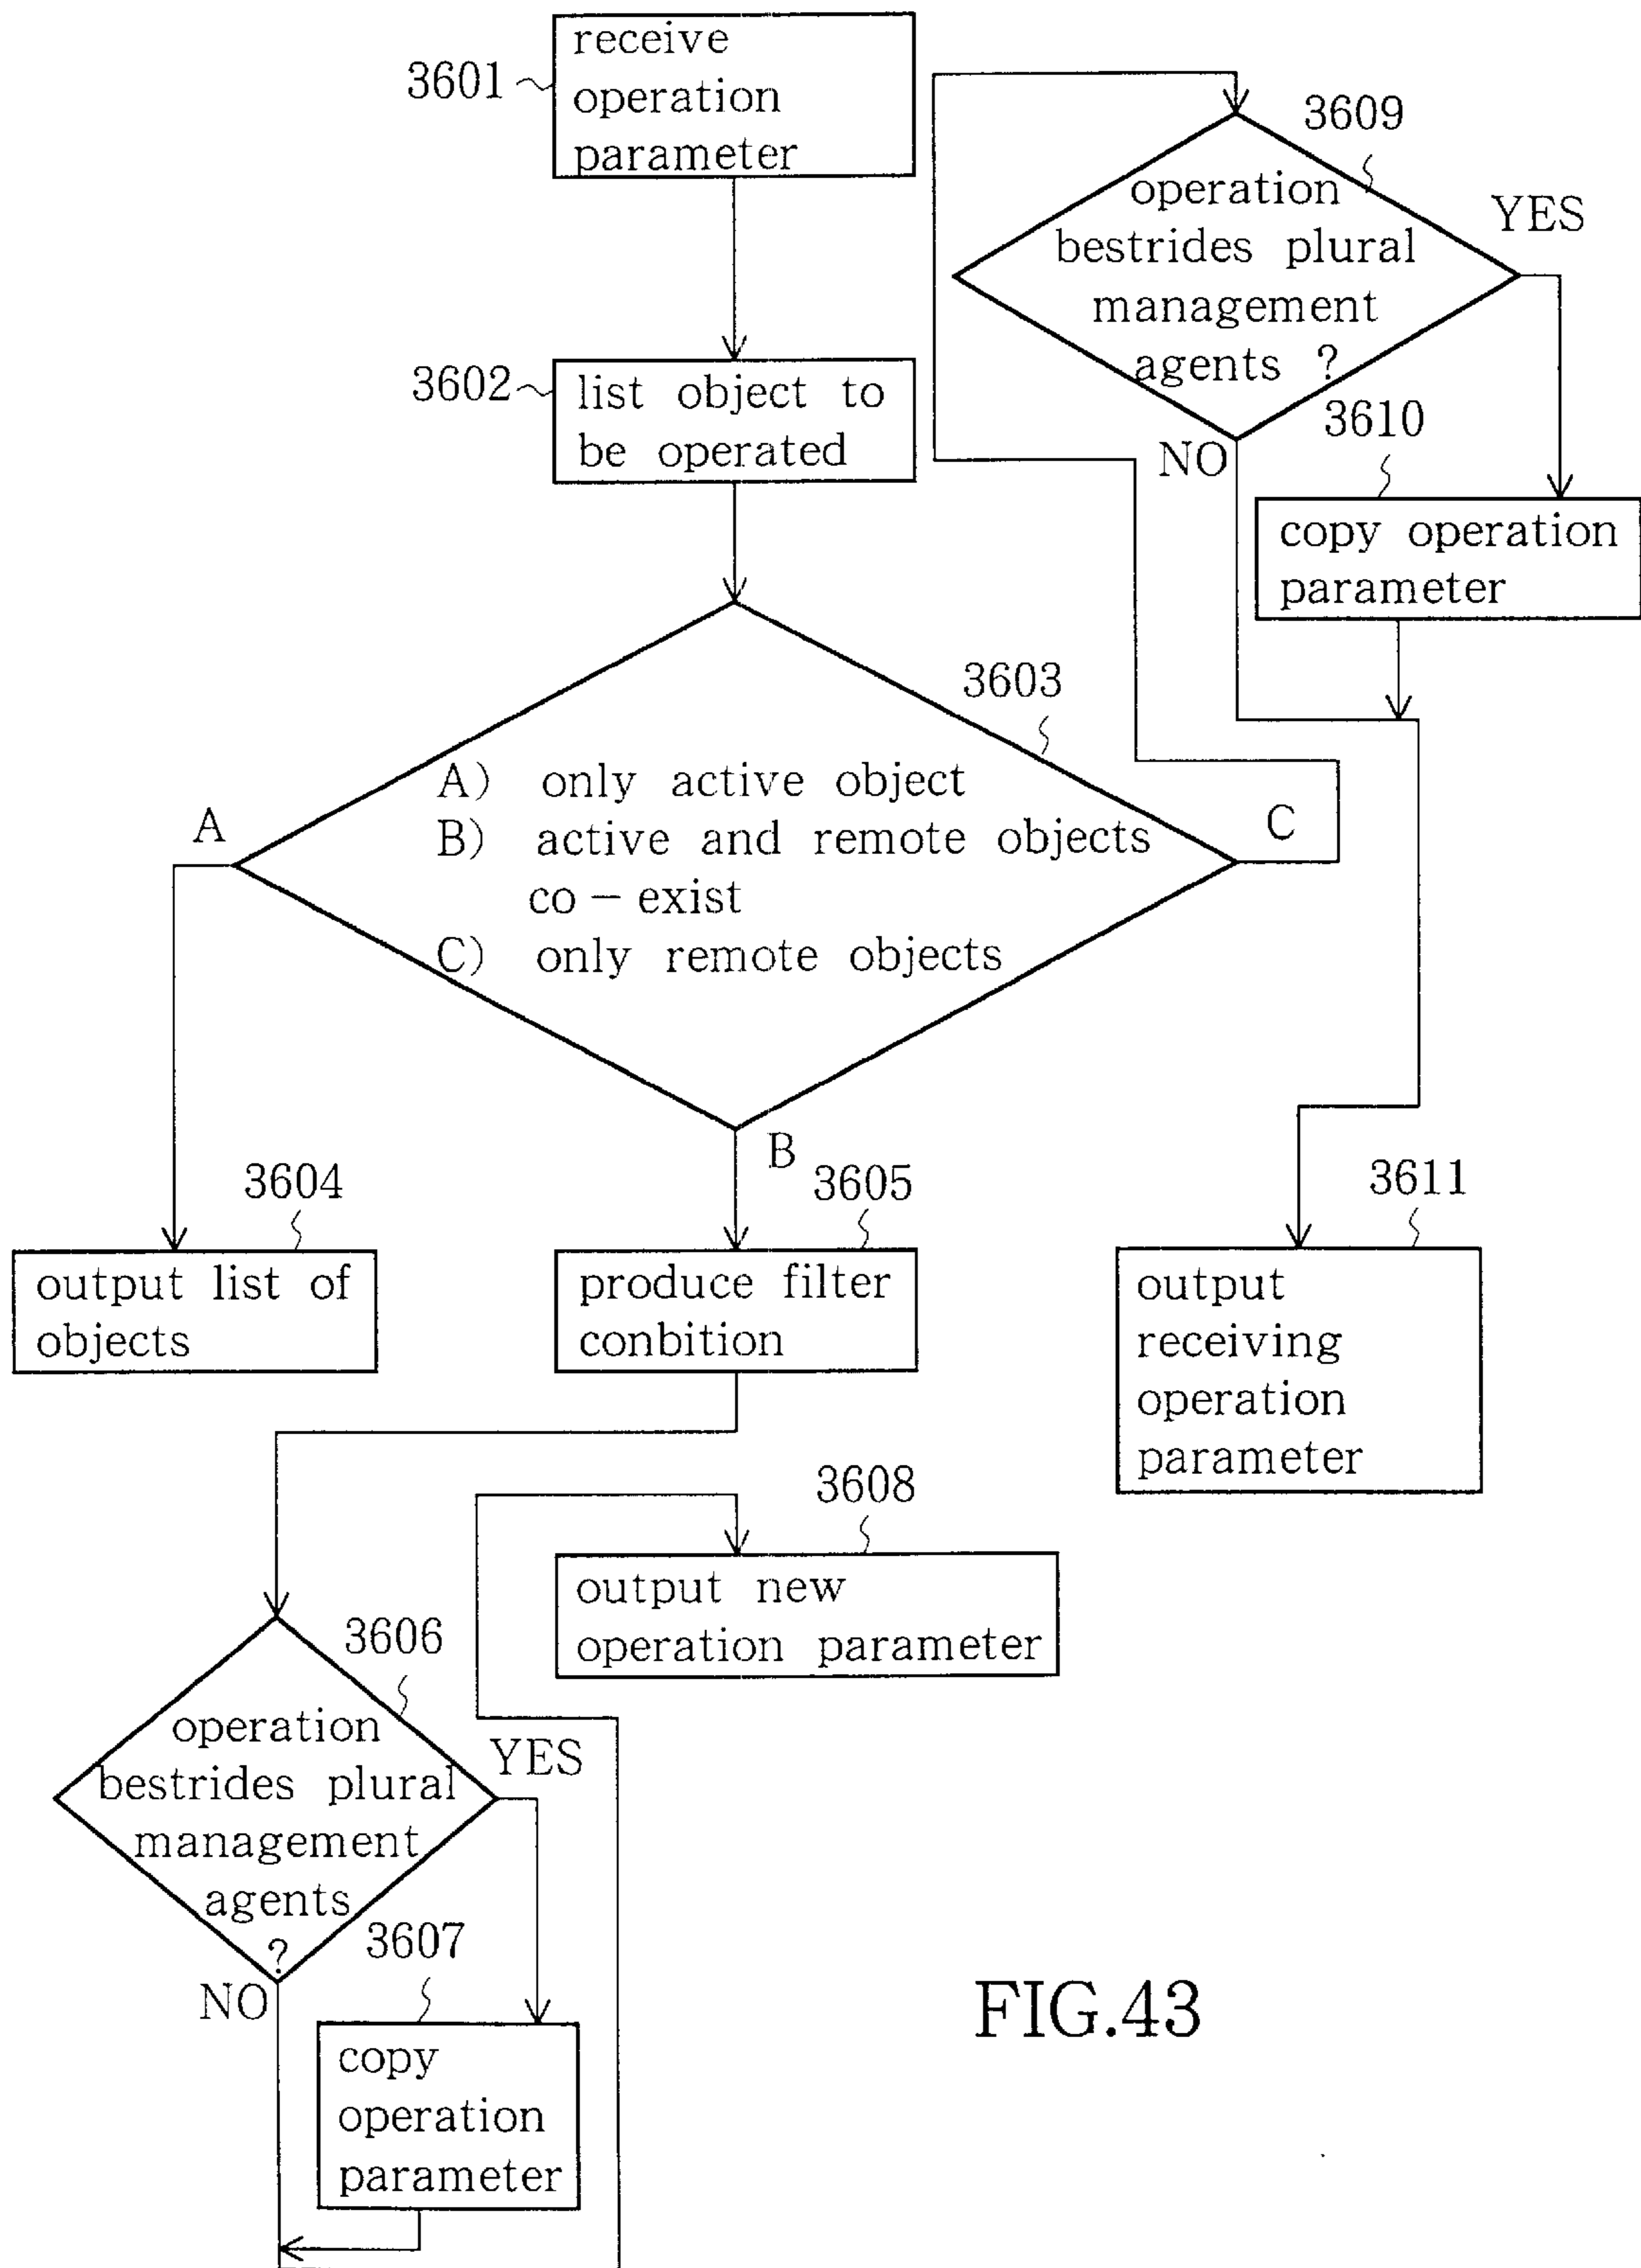 receive
3601
operation
parameter
3602
list object to
be operated
3603
A) only active object
B) active and remote objects
co-exist
C) only remote objects
A
B
C
3604
output list of
objects
3605
produce filter
conbition
3606
operation
bestrides plural
management
agents
?
YES
NO
3607
copy
operation
parameter
3608
output new
operation parameter
3609
operation
bestrides plural
management
agents ?
YES
NO
3610
copy operation
parameter
3611
output
receiving
operation
parameter
FIG.43